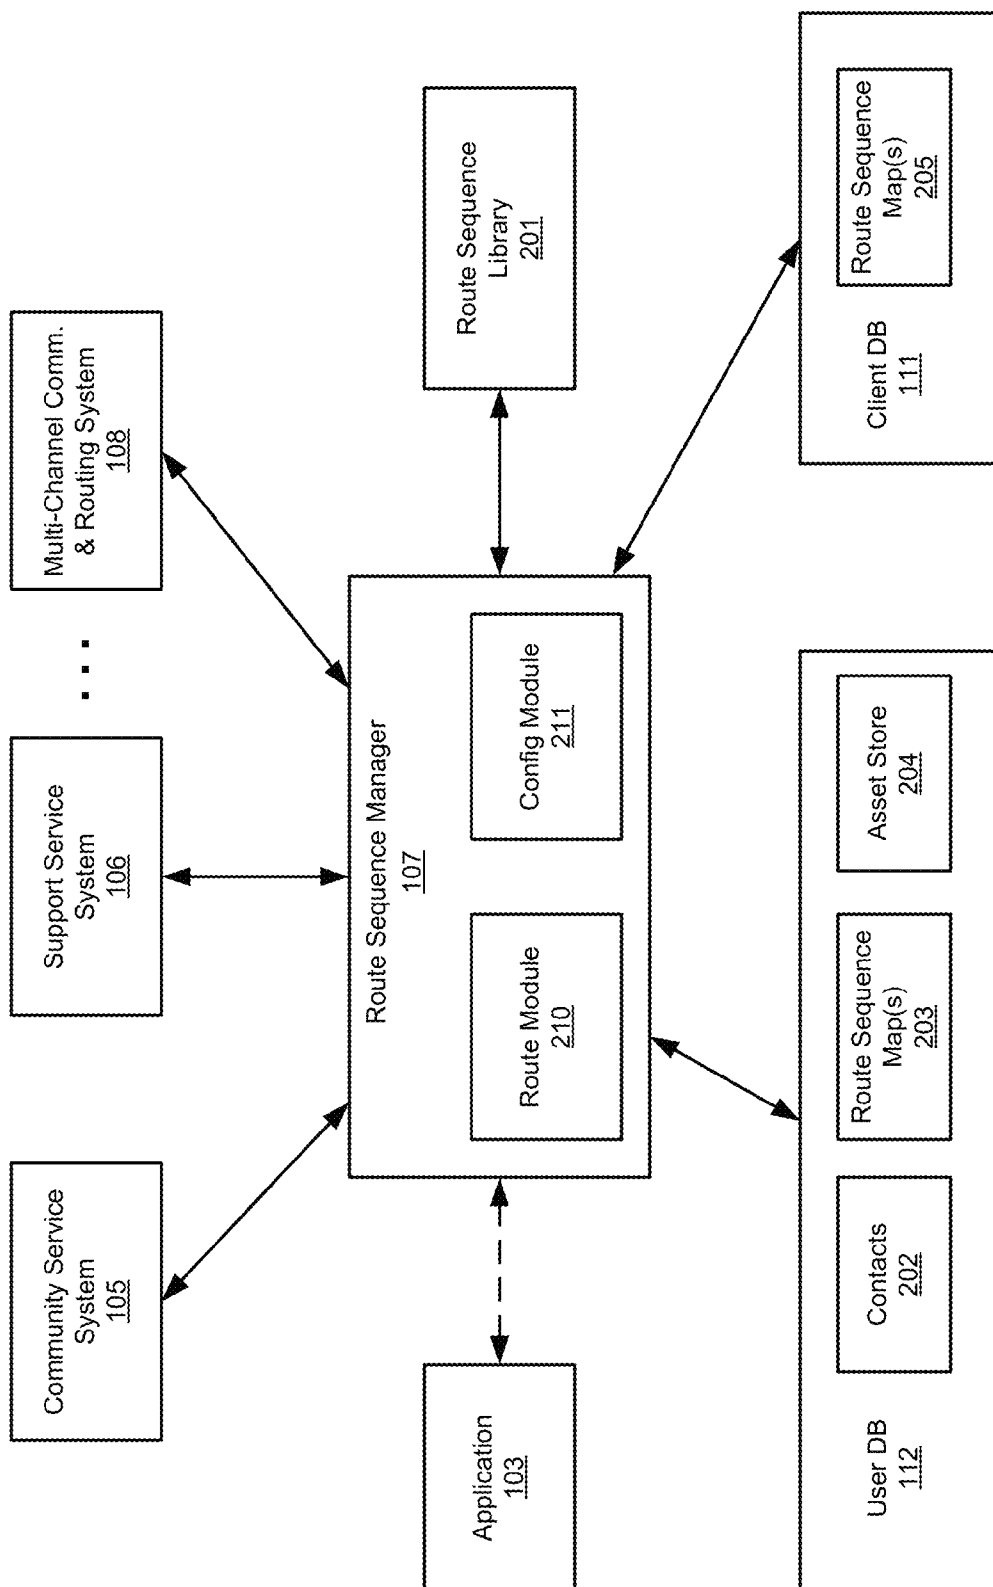 Community Service
System
105
Support Service
System
106
. . .
Multi-Channel Comm.
& Routing System
108
Application
103
Route Sequence Manager
107
Route Module
210
Config Module
211
Route Sequence
Library
201
User DB
112
Contacts
202
Route Sequence
Map(s)
203
Asset Store
204
Client DB
111
Route Sequence
Map(s)
205